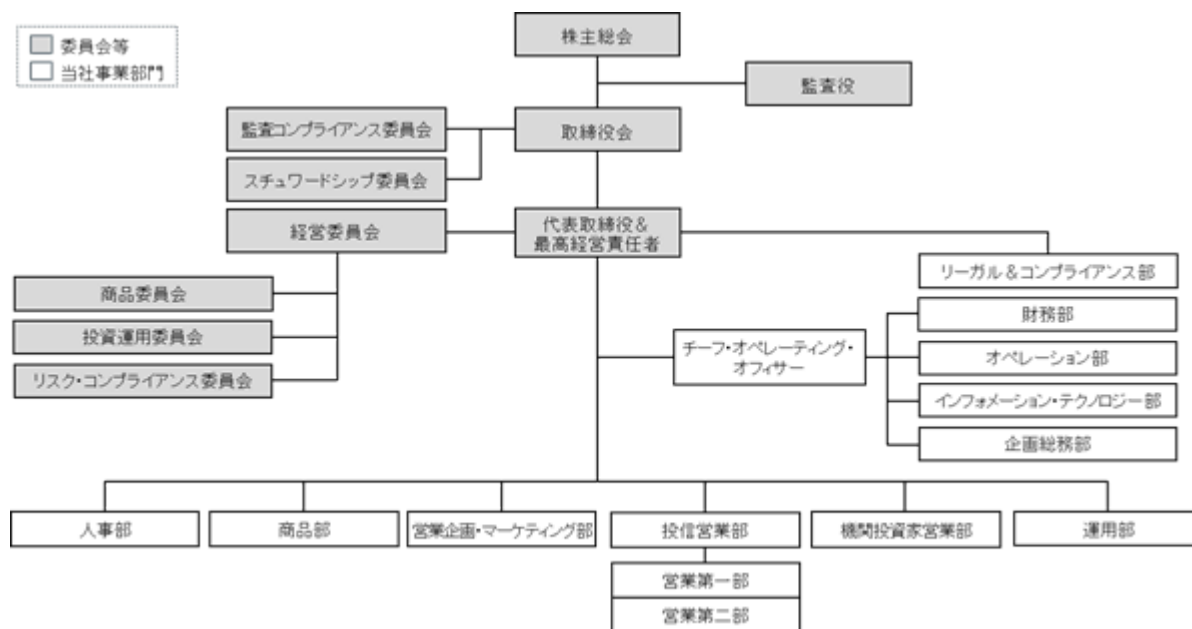 委員会等
当社事業部門
株主総会
監査役
取締役会
監査コンプライアンス委員会
スチュワードシップ委員会
代表取締役&
最高経営責任者
経営委員会
商品委員会
投資運用委員会
リスク・コンプライアンス委員会
リーガル&コンプライアンス部
チーフ・オペレーティング・
オフィサー
財務部
オペレーション部
インフォメーション・テクノロジー部
企画総務部
人事部
商品部
営業企画・マーケティング部
投信営業部
機関投資家営業部
運用部
営業第一部
営業第二部